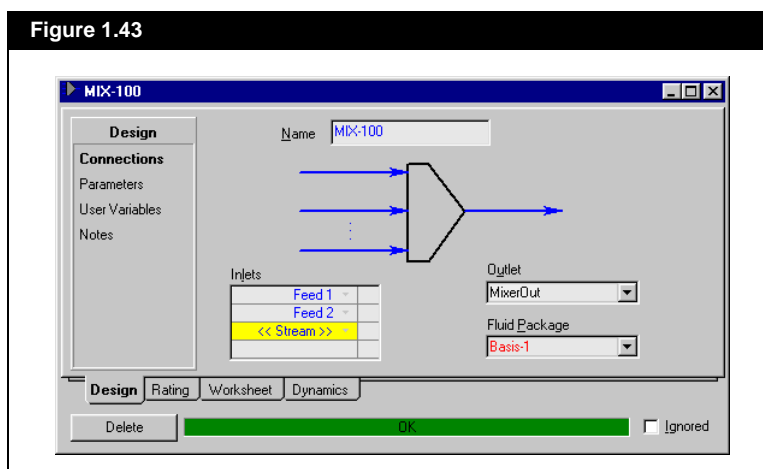 Figure 1.43
MIX-100
Design
Connections
Parameters
User Variables
Notes
Name MIX-100
Inlets
Feed 1
Feed 2
<< Stream >>
Outlet
MixerOut
Fluid Package
Basis-1
Design Rating Worksheet Dynamics
Delete OK Ignored